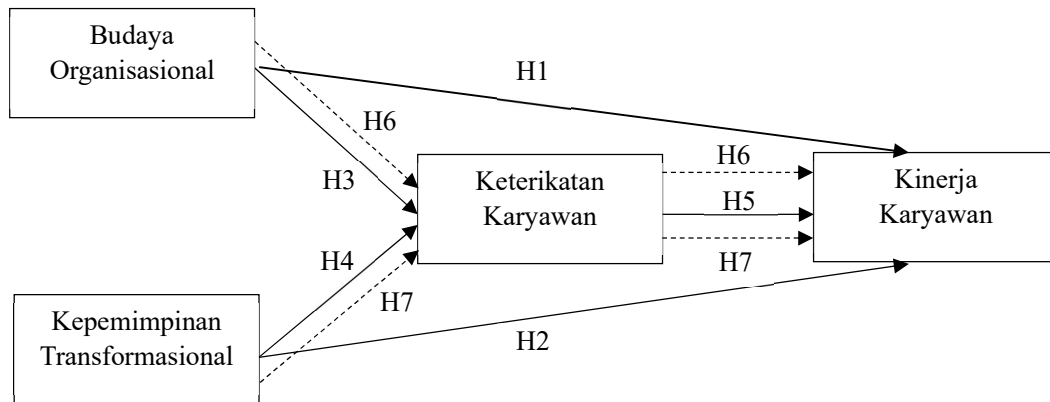 Budaya
Organisasional
H1
H6
H3
Keterikatan
Karyawan
H6
H5
H7
Kinerja
Karyawan
H4
H7
Kepemimpinan
Transformasional
H2